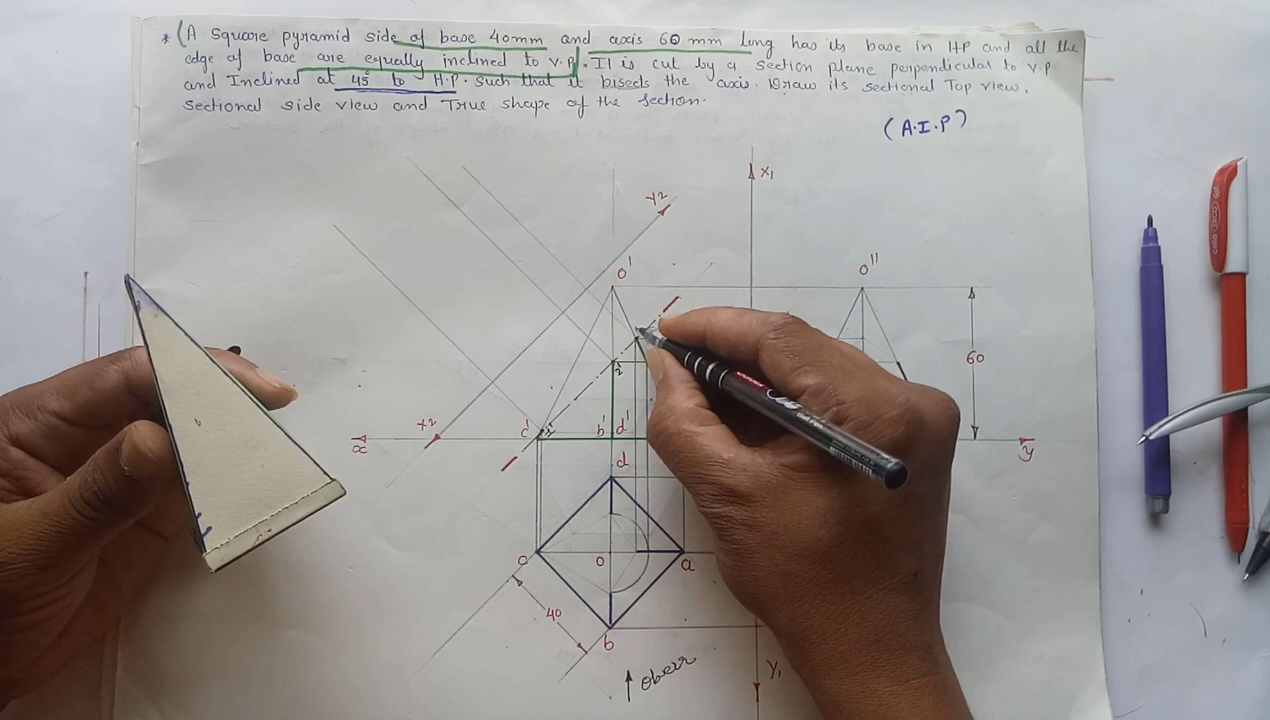 * (A Square pyramid side of base 40mm and axis 60 mm long has its base in H.P and all the
edge of base are equally inclined to V.P. It is cut by a section plane perpendicular to V.P
and Inclined at 45° to H.P. Such that it bisects the axis. Draw its sectional Top view,
sectional side view and True shape of the section.
(A.I.P)
X1
Y2
O'
O''
60
X2
c'
b'
d'
2'
x
y
d
c
o
a
40
b
Y1